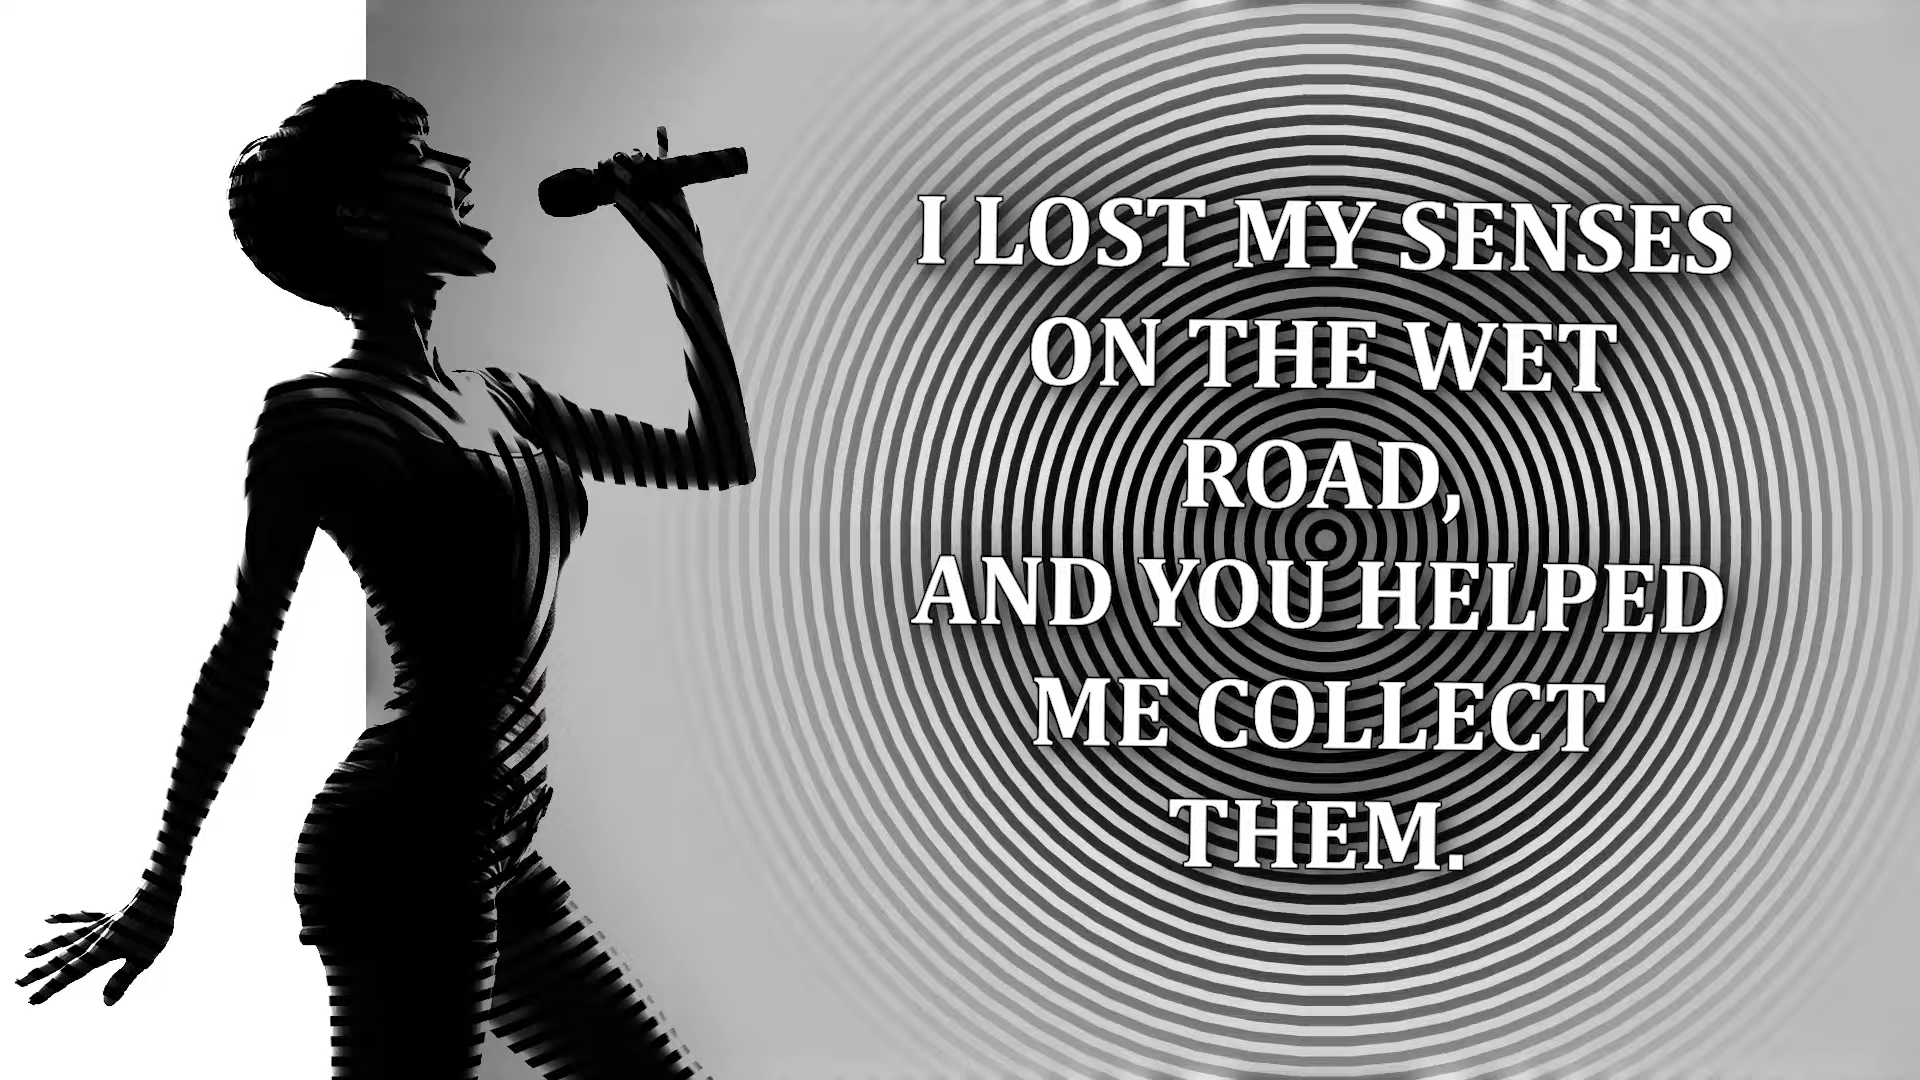 I LOST MY SENSES
ON THE WET
ROAD,
AND YOU HELPED
ME COLLECT
THEM.